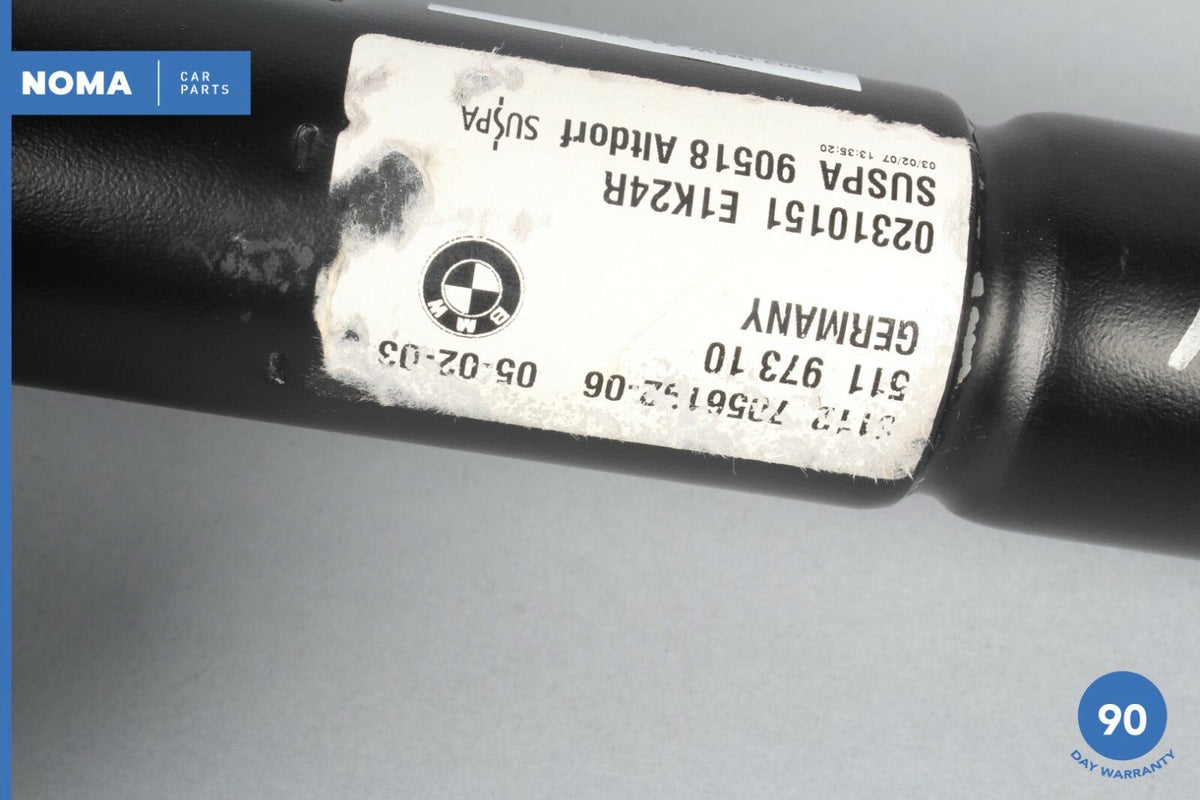 NOMA
CAR
PARTS
05-02-03
511 973 10
GERMANY
BMW
02310151 E1K24R
SUSPA 90518 Altdorf SUSPA
03/02/07 13:35:20
90
DAY WARRANTY